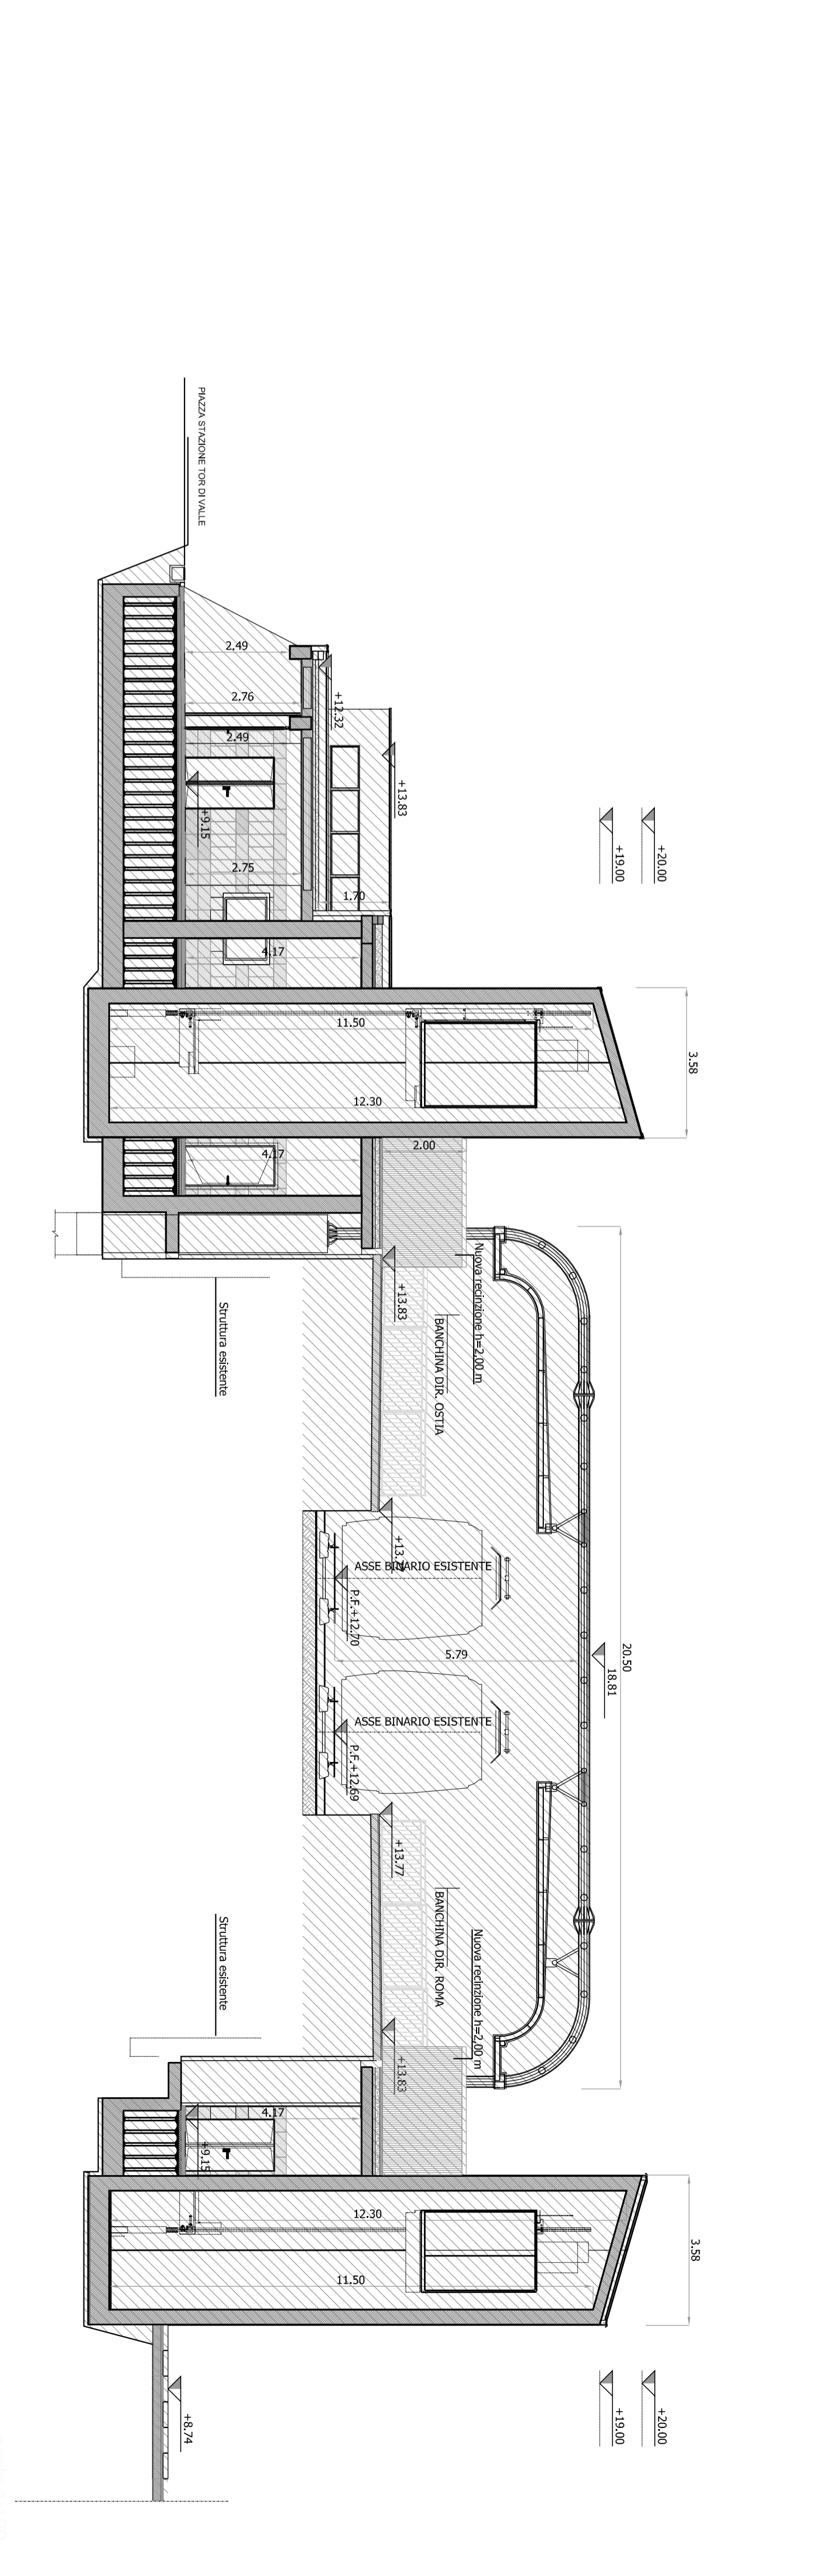 PIAZZA STAZIONE TOR DI VALLE
2.49
2.76
+12.32
2.49
+13.83
+9.15
+19.00
+20.00
2.75
1.70
4.17
11.50
3.58
12.30
4.17
2.00
Nuova recinzione h=2,00 m
+13.83
Struttura esistente
BANCHINA DIR. OSTIA
ASSE BINARIO ESISTENTE
P.F.+12.70
5.79
20.50
18.81
ASSE BINARIO ESISTENTE
P.F.+12.69
+13.77
BANCHINA DIR. ROMA
Nuova recinzione h=2,00 m
Struttura esistente
+13.83
4.17
+9.15
12.30
3.58
11.50
+8.74
+19.00
+20.00